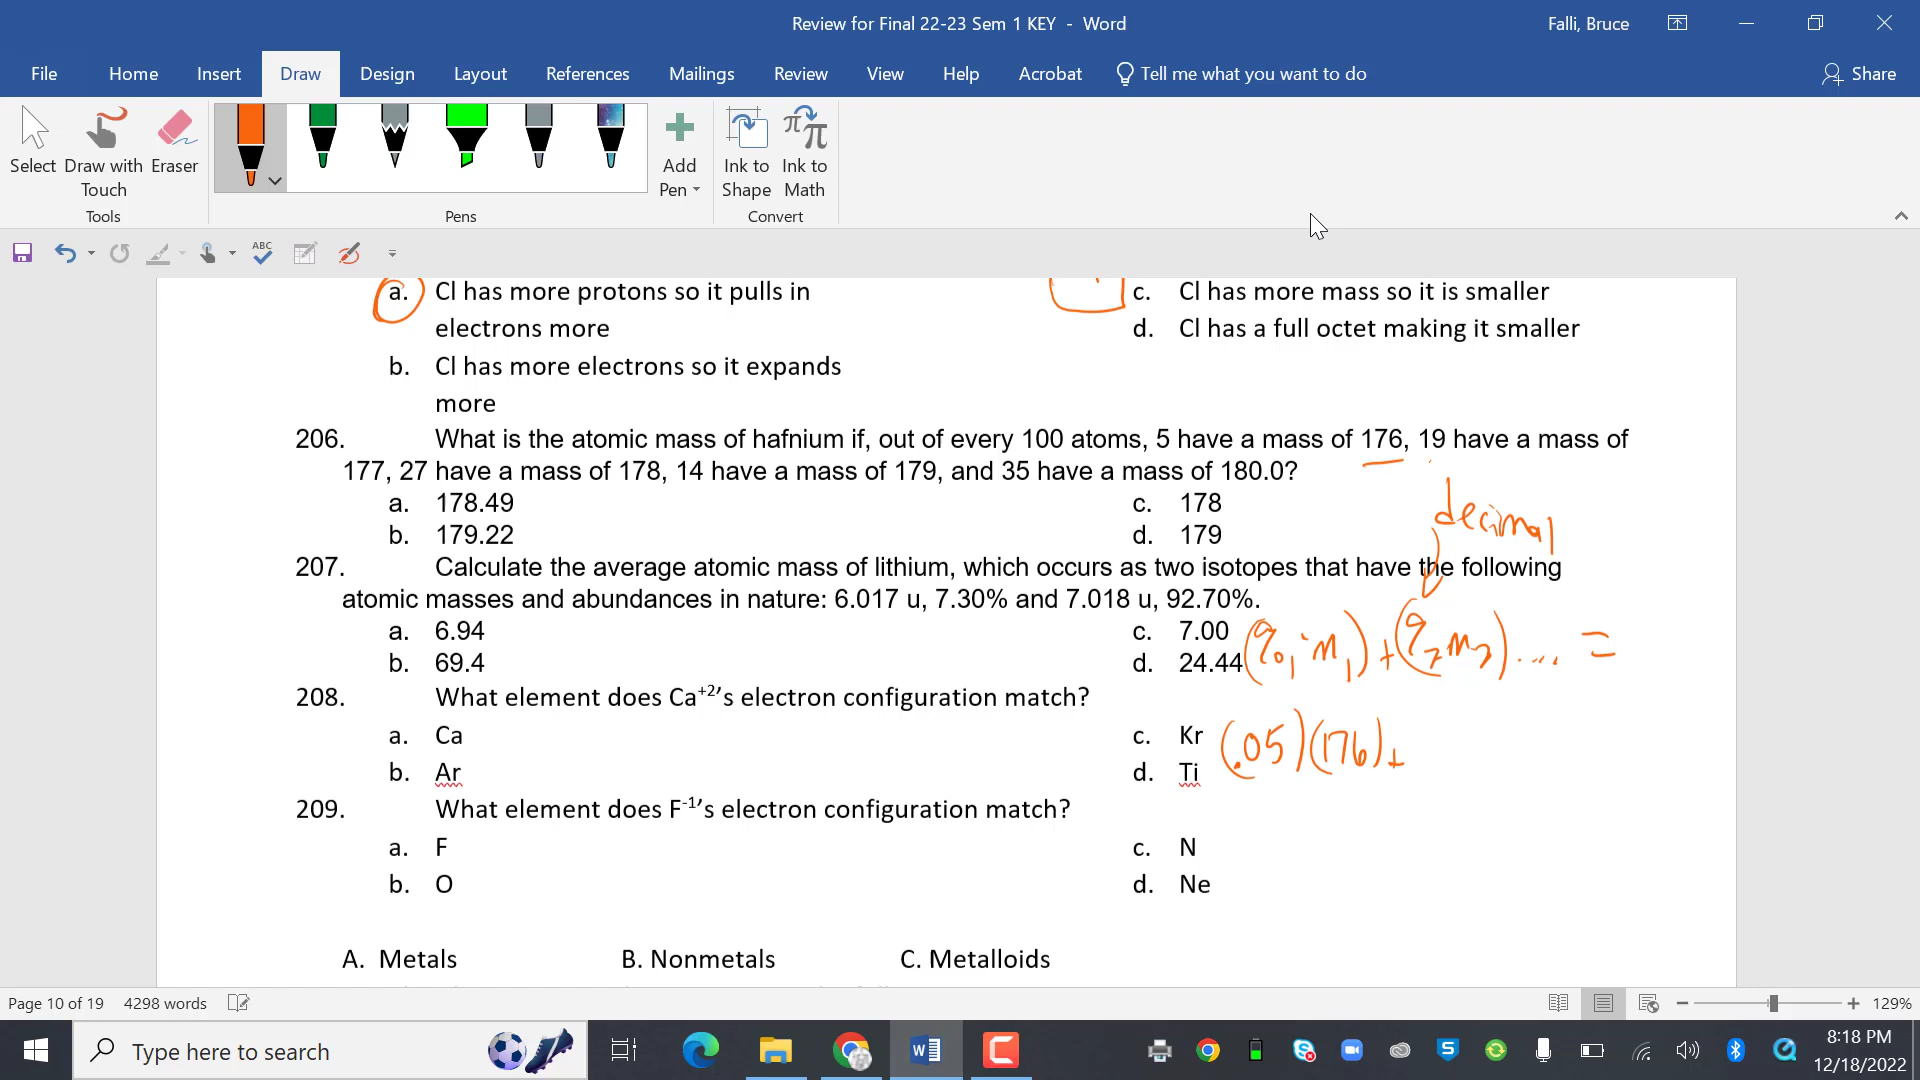 Review for Final 22-23 Sem 1 KEY - Word
Falli, Bruce
File Home Insert Draw Design Layout References Mailings Review View Help Acrobat Tell me what you want to do Share
Select Draw with Touch Eraser
Add Pen
Ink to Shape
Ink to Math
Tools Pens Convert
ABC
a. Cl has more protons so it pulls in
electrons more
b. Cl has more electrons so it expands
more
c. Cl has more mass so it is smaller
d. Cl has a full octet making it smaller
206. What is the atomic mass of hafnium if, out of every 100 atoms, 5 have a mass of 176, 19 have a mass of
177, 27 have a mass of 178, 14 have a mass of 179, and 35 have a mass of 180.0?
a. 178.49
b. 179.22
c. 178
d. 179
decimal
207. Calculate the average atomic mass of lithium, which occurs as two isotopes that have the following
atomic masses and abundances in nature: 6.017 u, 7.30% and 7.018 u, 92.70%.
a. 6.94
b. 69.4
c. 7.00
d. 24.44
(%₁·m₁)+(%₂m₂)..... =
208. What element does Ca⁺²'s electron configuration match?
a. Ca
b. Ar
c. Kr
d. Ti
(.05)(176)+
209. What element does F⁻¹'s electron configuration match?
a. F
b. O
c. N
d. Ne
A. Metals B. Nonmetals C. Metalloids
Page 10 of 19 4298 words
129%
Type here to search
8:18 PM
12/18/2022